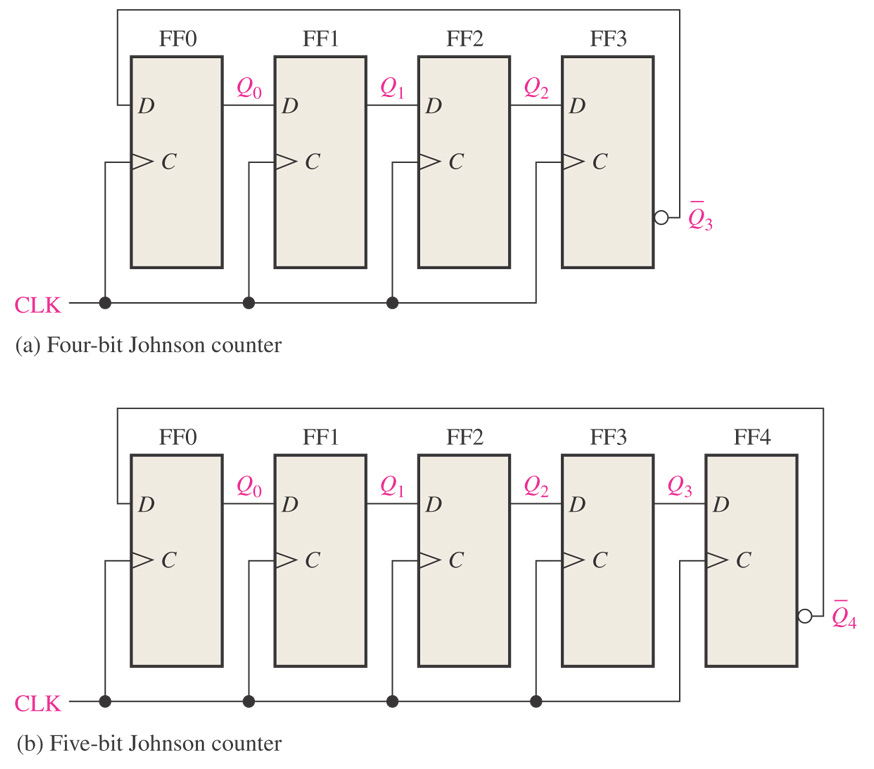 FF0 FF1 FF2 FF3
Q0 Q1 Q2
D D D D
C C C C
Q̅3
CLK
(a) Four-bit Johnson counter
FF0 FF1 FF2 FF3 FF4
Q0 Q1 Q2 Q3
D D D D D
C C C C C
Q̅4
CLK
(b) Five-bit Johnson counter